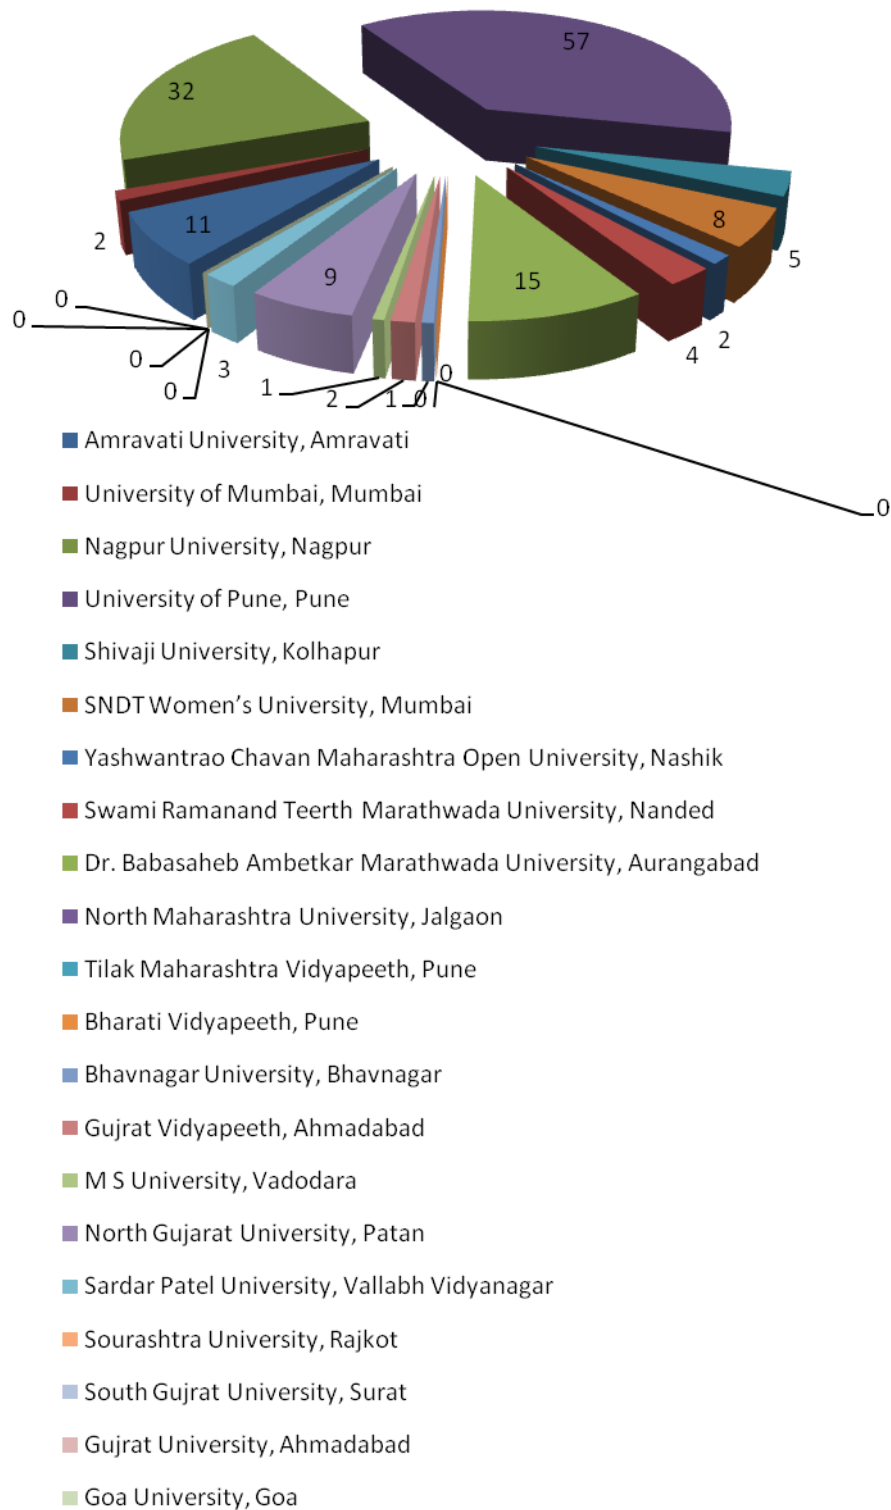 57
32
8
11
2
5
9
15
0
0
2
0
3
4
0
1
2
1
0
0
Amravati University, Amravati
University of Mumbai, Mumbai
0
Nagpur University, Nagpur
University of Pune, Pune
Shivaji University, Kolhapur
SNDT Women’s University, Mumbai
Yashwantrao Chavan Maharashtra Open University, Nashik
Swami Ramanand Teerth Marathwada University, Nanded
Dr. Babasaheb Ambetkar Marathwada University, Aurangabad
North Maharashtra University, Jalgaon
Tilak Maharashtra Vidyapeeth, Pune
Bharati Vidyapeeth, Pune
Bhavnagar University, Bhavnagar
Gujrat Vidyapeeth, Ahmadabad
M S University, Vadodara
North Gujarat University, Patan
Sardar Patel University, Vallabh Vidyanagar
Sourashtra University, Rajkot
South Gujrat University, Surat
Gujrat University, Ahmadabad
Goa University, Goa